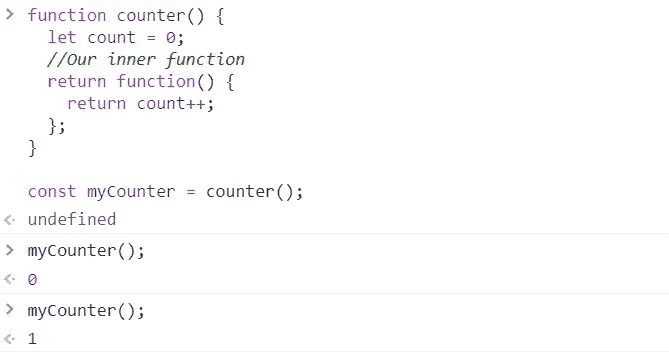 > function counter() {
let count = 0;
//Our inner function
return function() {
return count++;
};
}
const myCounter = counter();
<· undefined
> myCounter();
<· 0
> myCounter();
<· 1